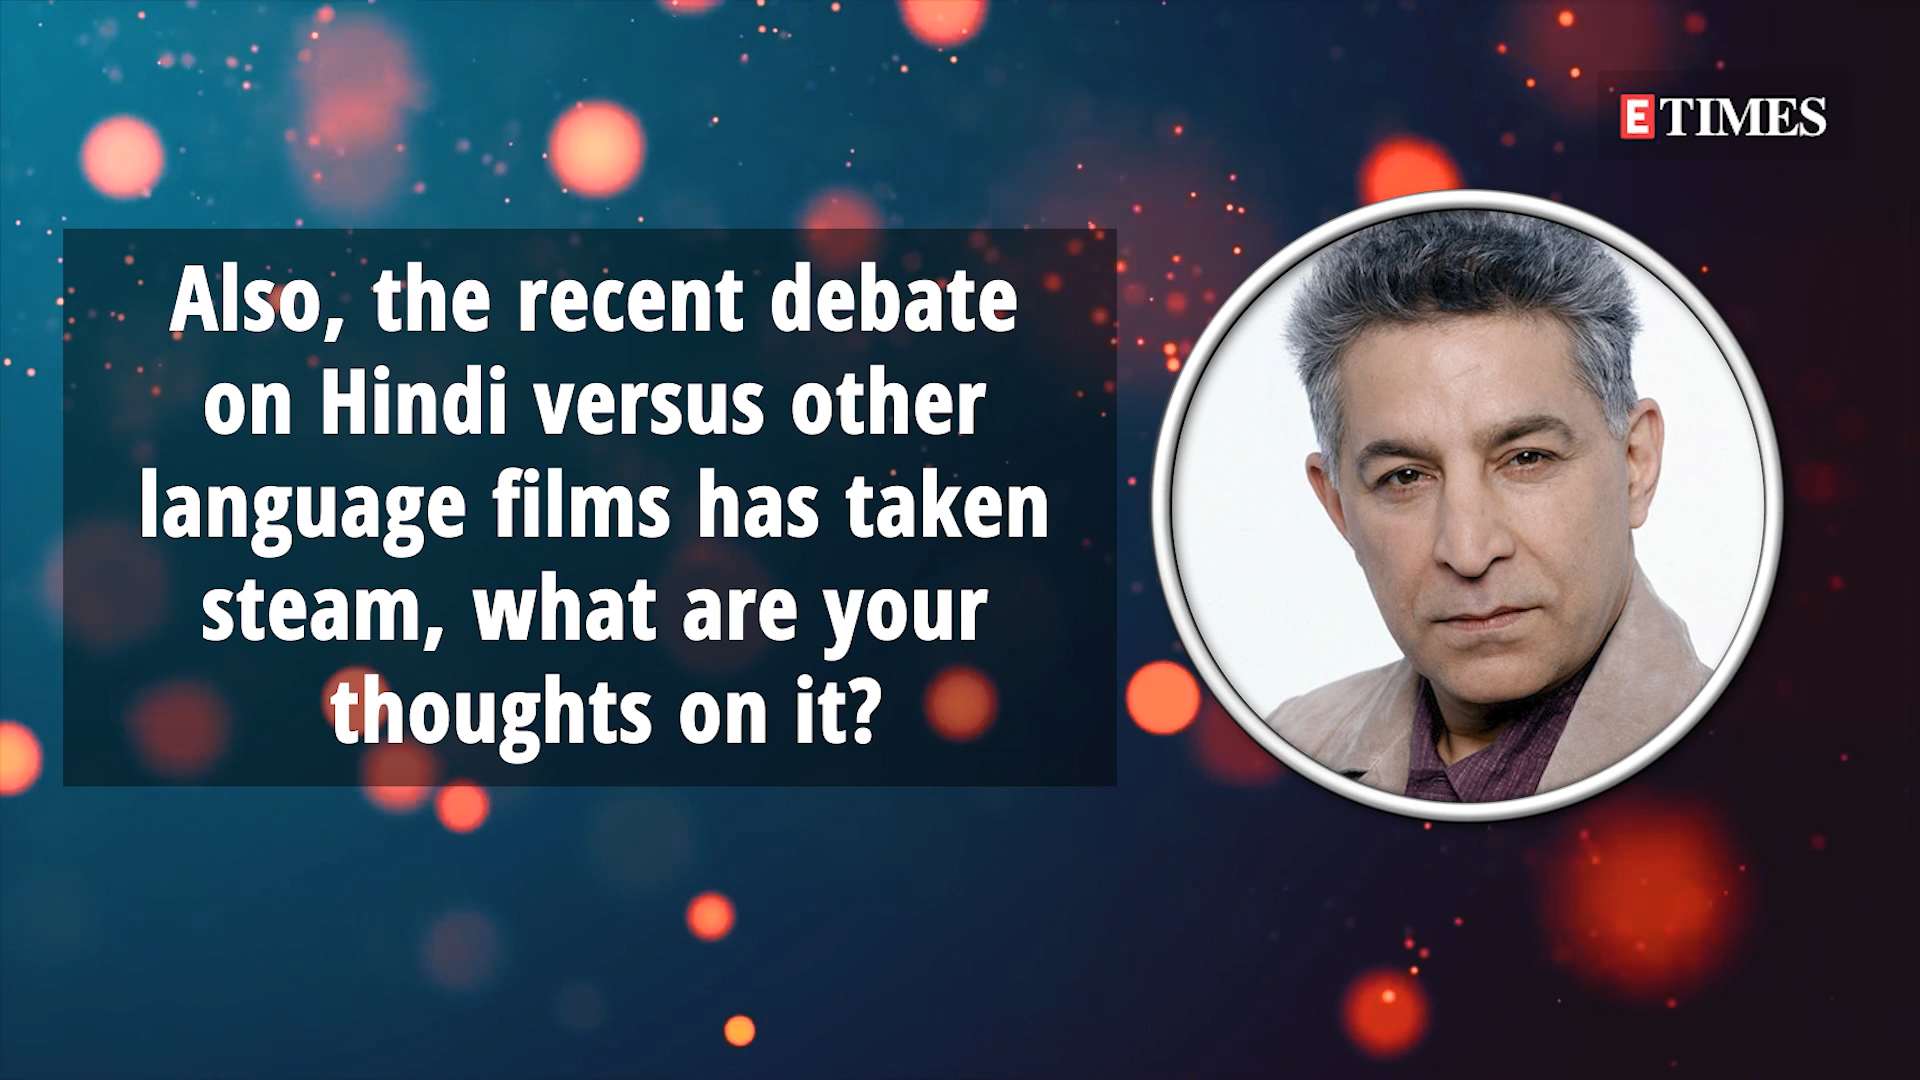 ETIMES
Also, the recent debate
on Hindi versus other
language films has taken
steam, what are your
thoughts on it?